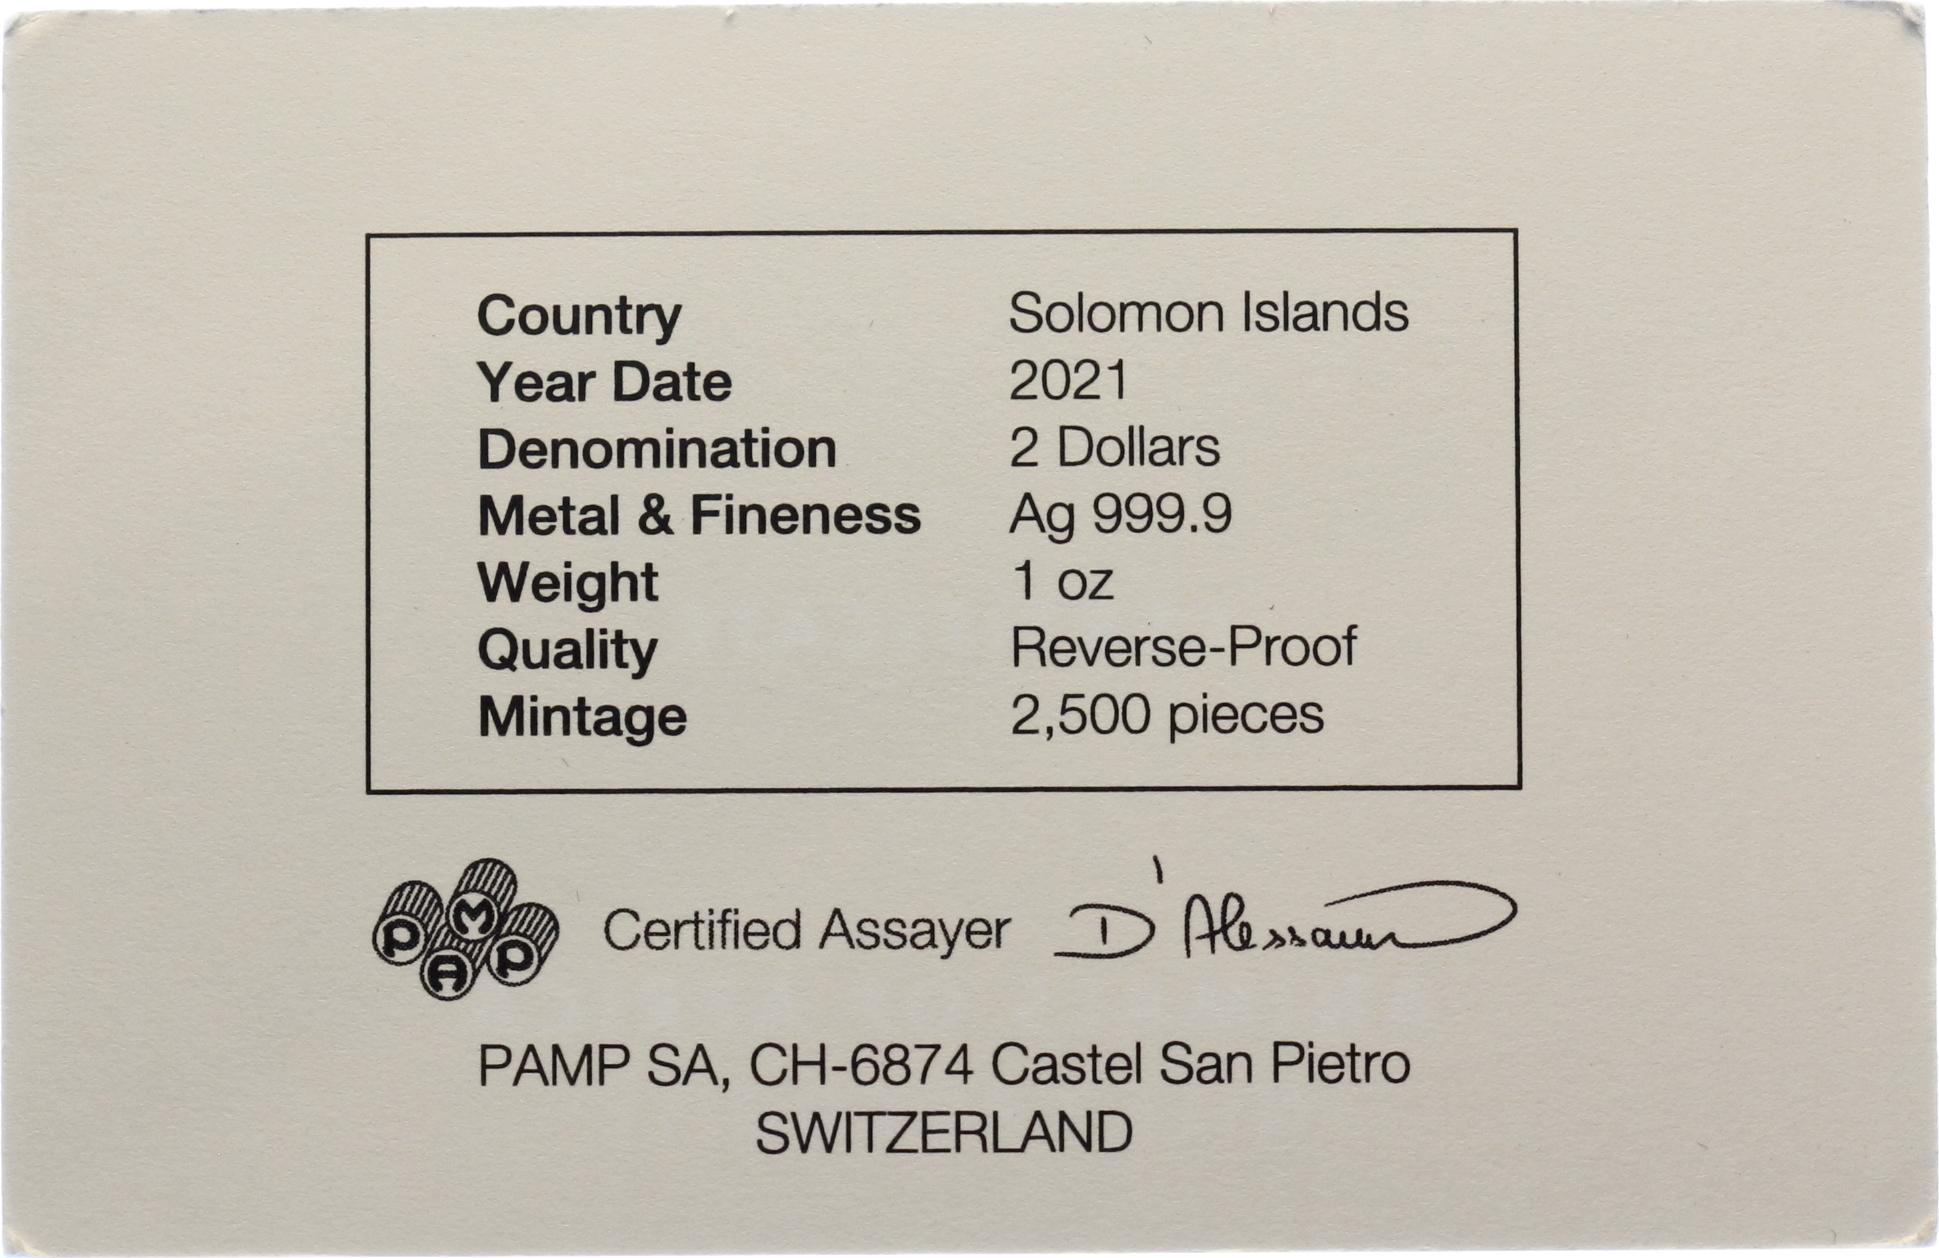 Country Solomon Islands
Year Date 2021
Denomination 2 Dollars
Metal & Fineness Ag 999.9
Weight 1 oz
Quality Reverse-Proof
Mintage 2,500 pieces
PAMP Certified Assayer D'Alessandro
PAMP SA, CH-6874 Castel San Pietro
SWITZERLAND